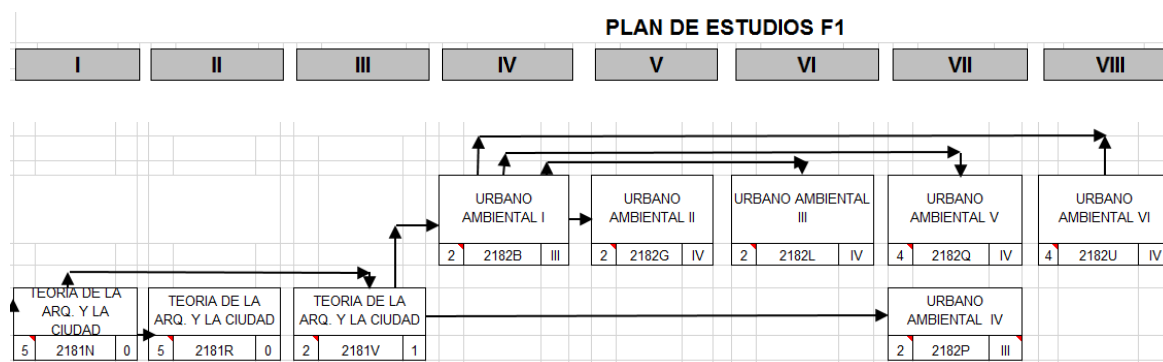 PLAN DE ESTUDIOS F1
I II III IV V VI VII VIII
URBANO
AMBIENTAL I
2 2182B III
URBANO
AMBIENTAL II
2 2182G IV
URBANO AMBIENTAL
III
2 2182L IV
URBANO
AMBIENTAL V
4 2182Q IV
URBANO
AMBIENTAL VI
4 2182U IV
TEORIA DE LA
ARQ. Y LA
CIUDAD
5 2181N 0
TEORIA DE LA
ARQ. Y LA CIUDAD
5 2181R 0
TEORIA DE LA
ARQ. Y LA CIUDAD
2 2181V 1
URBANO
AMBIENTAL IV
2 2182P III